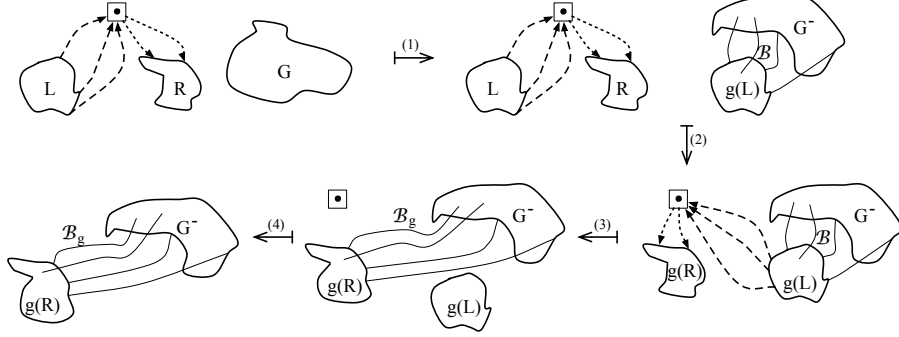 L R G (1) L R G⁻ ℬ g(L)
(2)
ℬg G⁻ g(R) (4) ℬg G⁻ g(R) g(L) (3) g(R) G⁻ ℬ g(L)